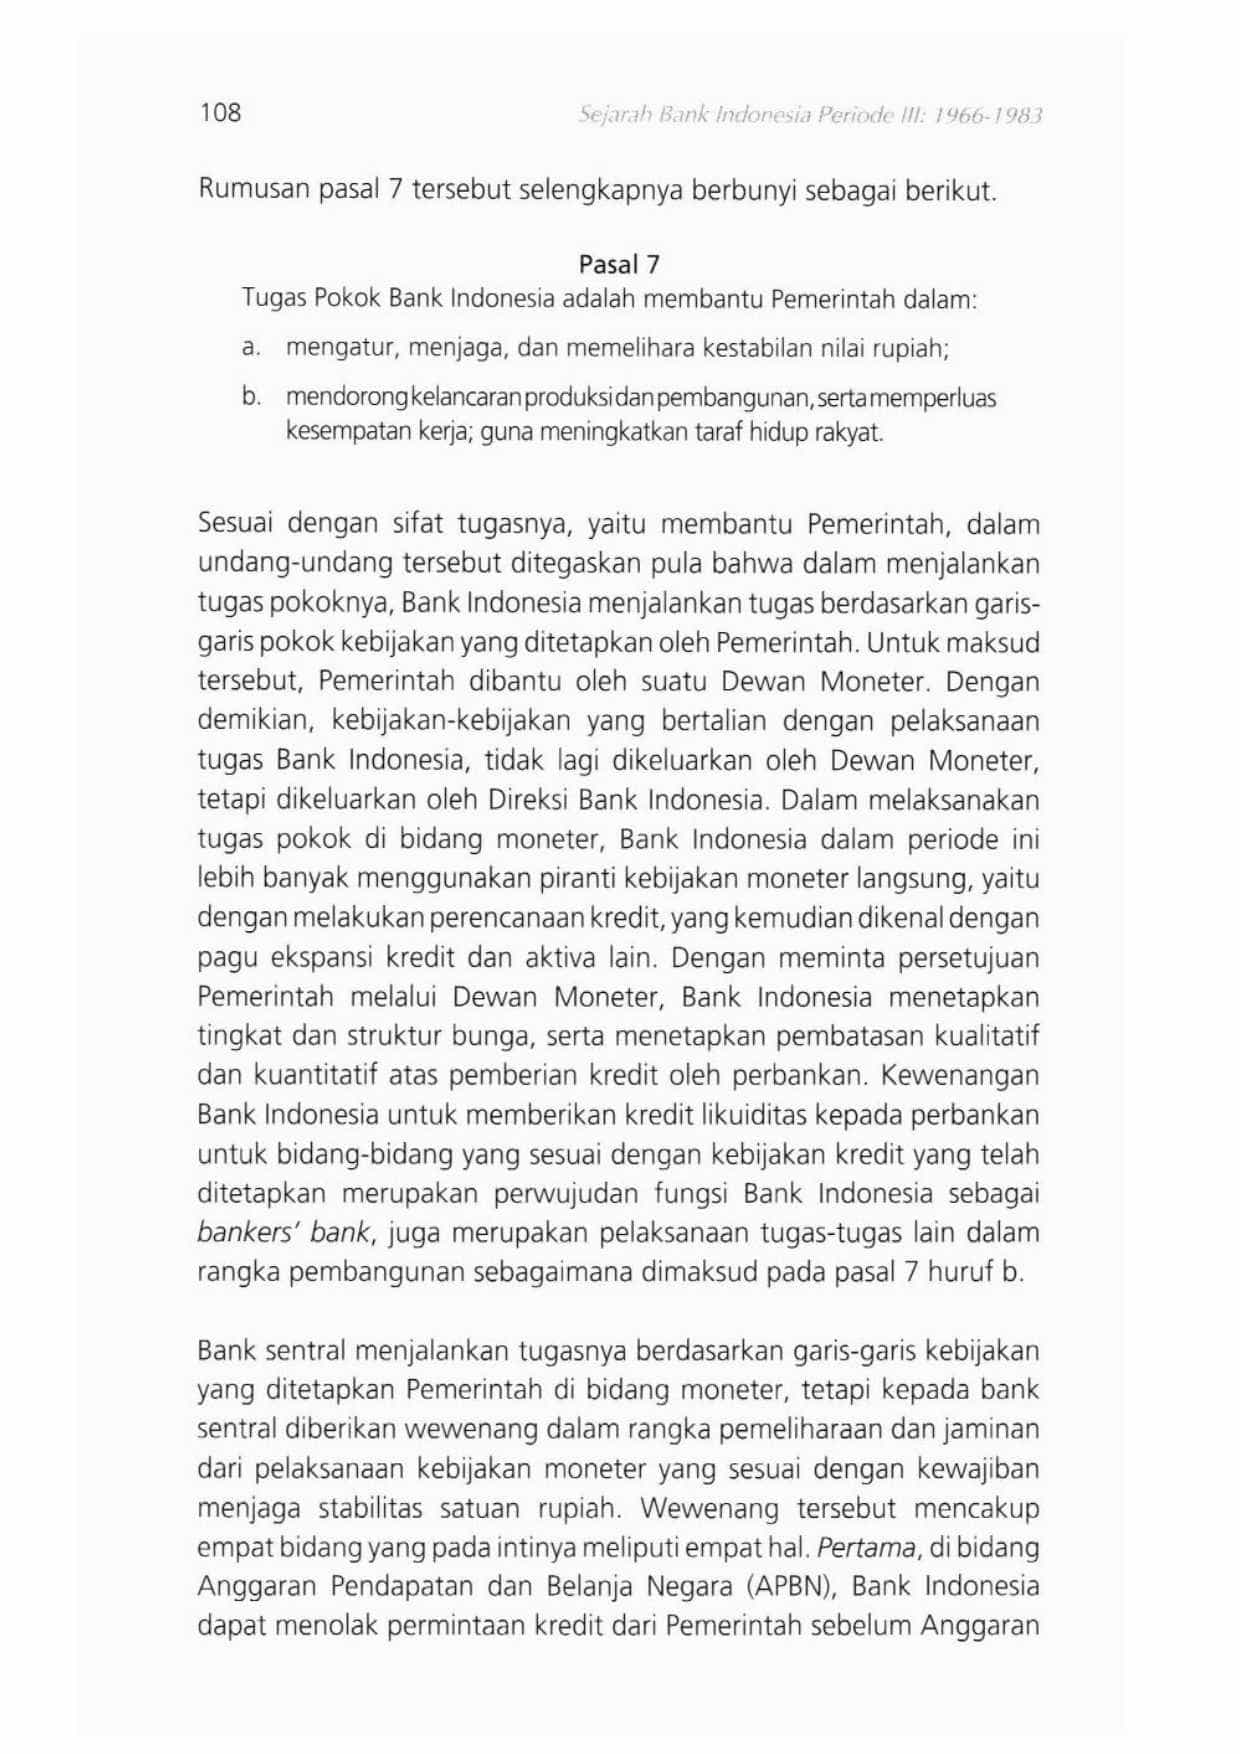 108
Sejarah Bank Indonesia Periode III: 1966-1983
Rumusan pasal 7 tersebut selengkapnya berbunyi sebagai berikut.
Pasal 7
Tugas Pokok Bank Indonesia adalah membantu Pemerintah dalam:
a. mengatur, menjaga, dan memelihara kestabilan nilai rupiah;
b. mendorong kelancaran produksi dan pembangunan, serta memperluas
kesempatan kerja; guna meningkatkan taraf hidup rakyat.
Sesuai dengan sifat tugasnya, yaitu membantu Pemerintah, dalam
undang-undang tersebut ditegaskan pula bahwa dalam menjalankan
tugas pokoknya, Bank Indonesia menjalankan tugas berdasarkan garis-
garis pokok kebijakan yang ditetapkan oleh Pemerintah. Untuk maksud
tersebut, Pemerintah dibantu oleh suatu Dewan Moneter. Dengan
demikian, kebijakan-kebijakan yang bertalian dengan pelaksanaan
tugas Bank Indonesia, tidak lagi dikeluarkan oleh Dewan Moneter,
tetapi dikeluarkan oleh Direksi Bank Indonesia. Dalam melaksanakan
tugas pokok di bidang moneter, Bank Indonesia dalam periode ini
lebih banyak menggunakan piranti kebijakan moneter langsung, yaitu
dengan melakukan perencanaan kredit, yang kemudian dikenal dengan
pagu ekspansi kredit dan aktiva lain. Dengan meminta persetujuan
Pemerintah melalui Dewan Moneter, Bank Indonesia menetapkan
tingkat dan struktur bunga, serta menetapkan pembatasan kualitatif
dan kuantitatif atas pemberian kredit oleh perbankan. Kewenangan
Bank Indonesia untuk memberikan kredit likuiditas kepada perbankan
untuk bidang-bidang yang sesuai dengan kebijakan kredit yang telah
ditetapkan merupakan perwujudan fungsi Bank Indonesia sebagai
bankers' bank, juga merupakan pelaksanaan tugas-tugas lain dalam
rangka pembangunan sebagaimana dimaksud pada pasal 7 huruf b.
Bank sentral menjalankan tugasnya berdasarkan garis-garis kebijakan
yang ditetapkan Pemerintah di bidang moneter, tetapi kepada bank
sentral diberikan wewenang dalam rangka pemeliharaan dan jaminan
dari pelaksanaan kebijakan moneter yang sesuai dengan kewajiban
menjaga stabilitas satuan rupiah. Wewenang tersebut mencakup
empat bidang yang pada intinya meliputi empat hal. Pertama, di bidang
Anggaran Pendapatan dan Belanja Negara (APBN), Bank Indonesia
dapat menolak permintaan kredit dari Pemerintah sebelum Anggaran